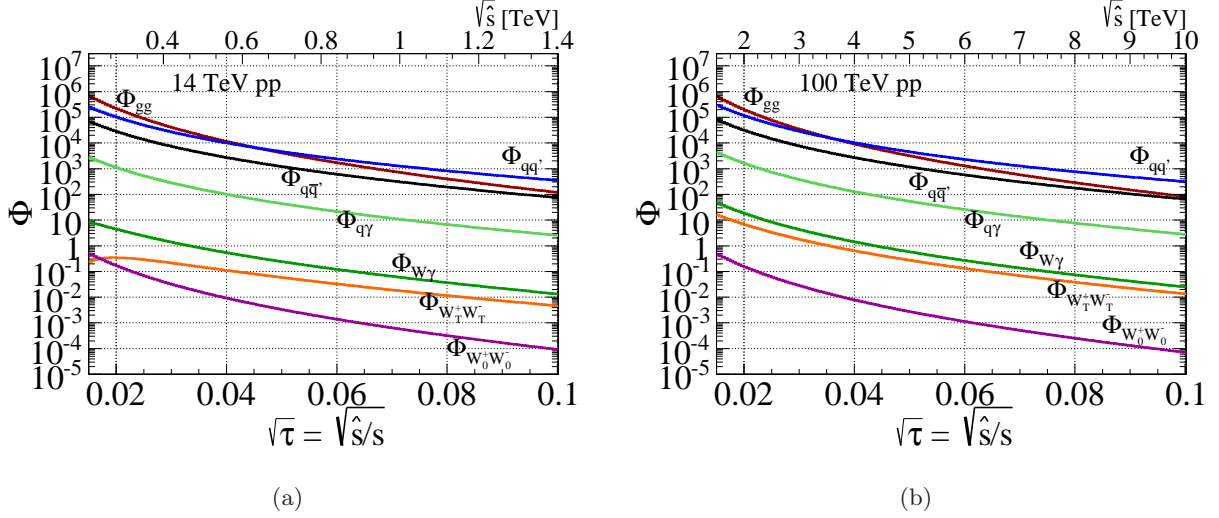 √ŝ [TeV]
0.4 0.6 0.8 1 1.2 1.4
14 TeV pp
Φ
10⁷
10⁶
10⁵
10⁴
10³
10²
10
1
10⁻¹
10⁻²
10⁻³
10⁻⁴
10⁻⁵
Φgg
Φqq'
Φqq̅'
Φqγ
ΦWγ
ΦW⁺TW⁻T
ΦW⁺0W⁻0
0.02 0.04 0.06 0.08 0.1
√τ = √ŝ/s
(a)
√ŝ [TeV]
2 3 4 5 6 7 8 9 10
100 TeV pp
Φ
10⁷
10⁶
10⁵
10⁴
10³
10²
10
1
10⁻¹
10⁻²
10⁻³
10⁻⁴
10⁻⁵
Φgg
Φqq'
Φqq̅'
Φqγ
ΦWγ
ΦW⁺TW⁻T
ΦW⁺0W⁻0
0.02 0.04 0.06 0.08 0.1
√τ = √ŝ/s
(b)